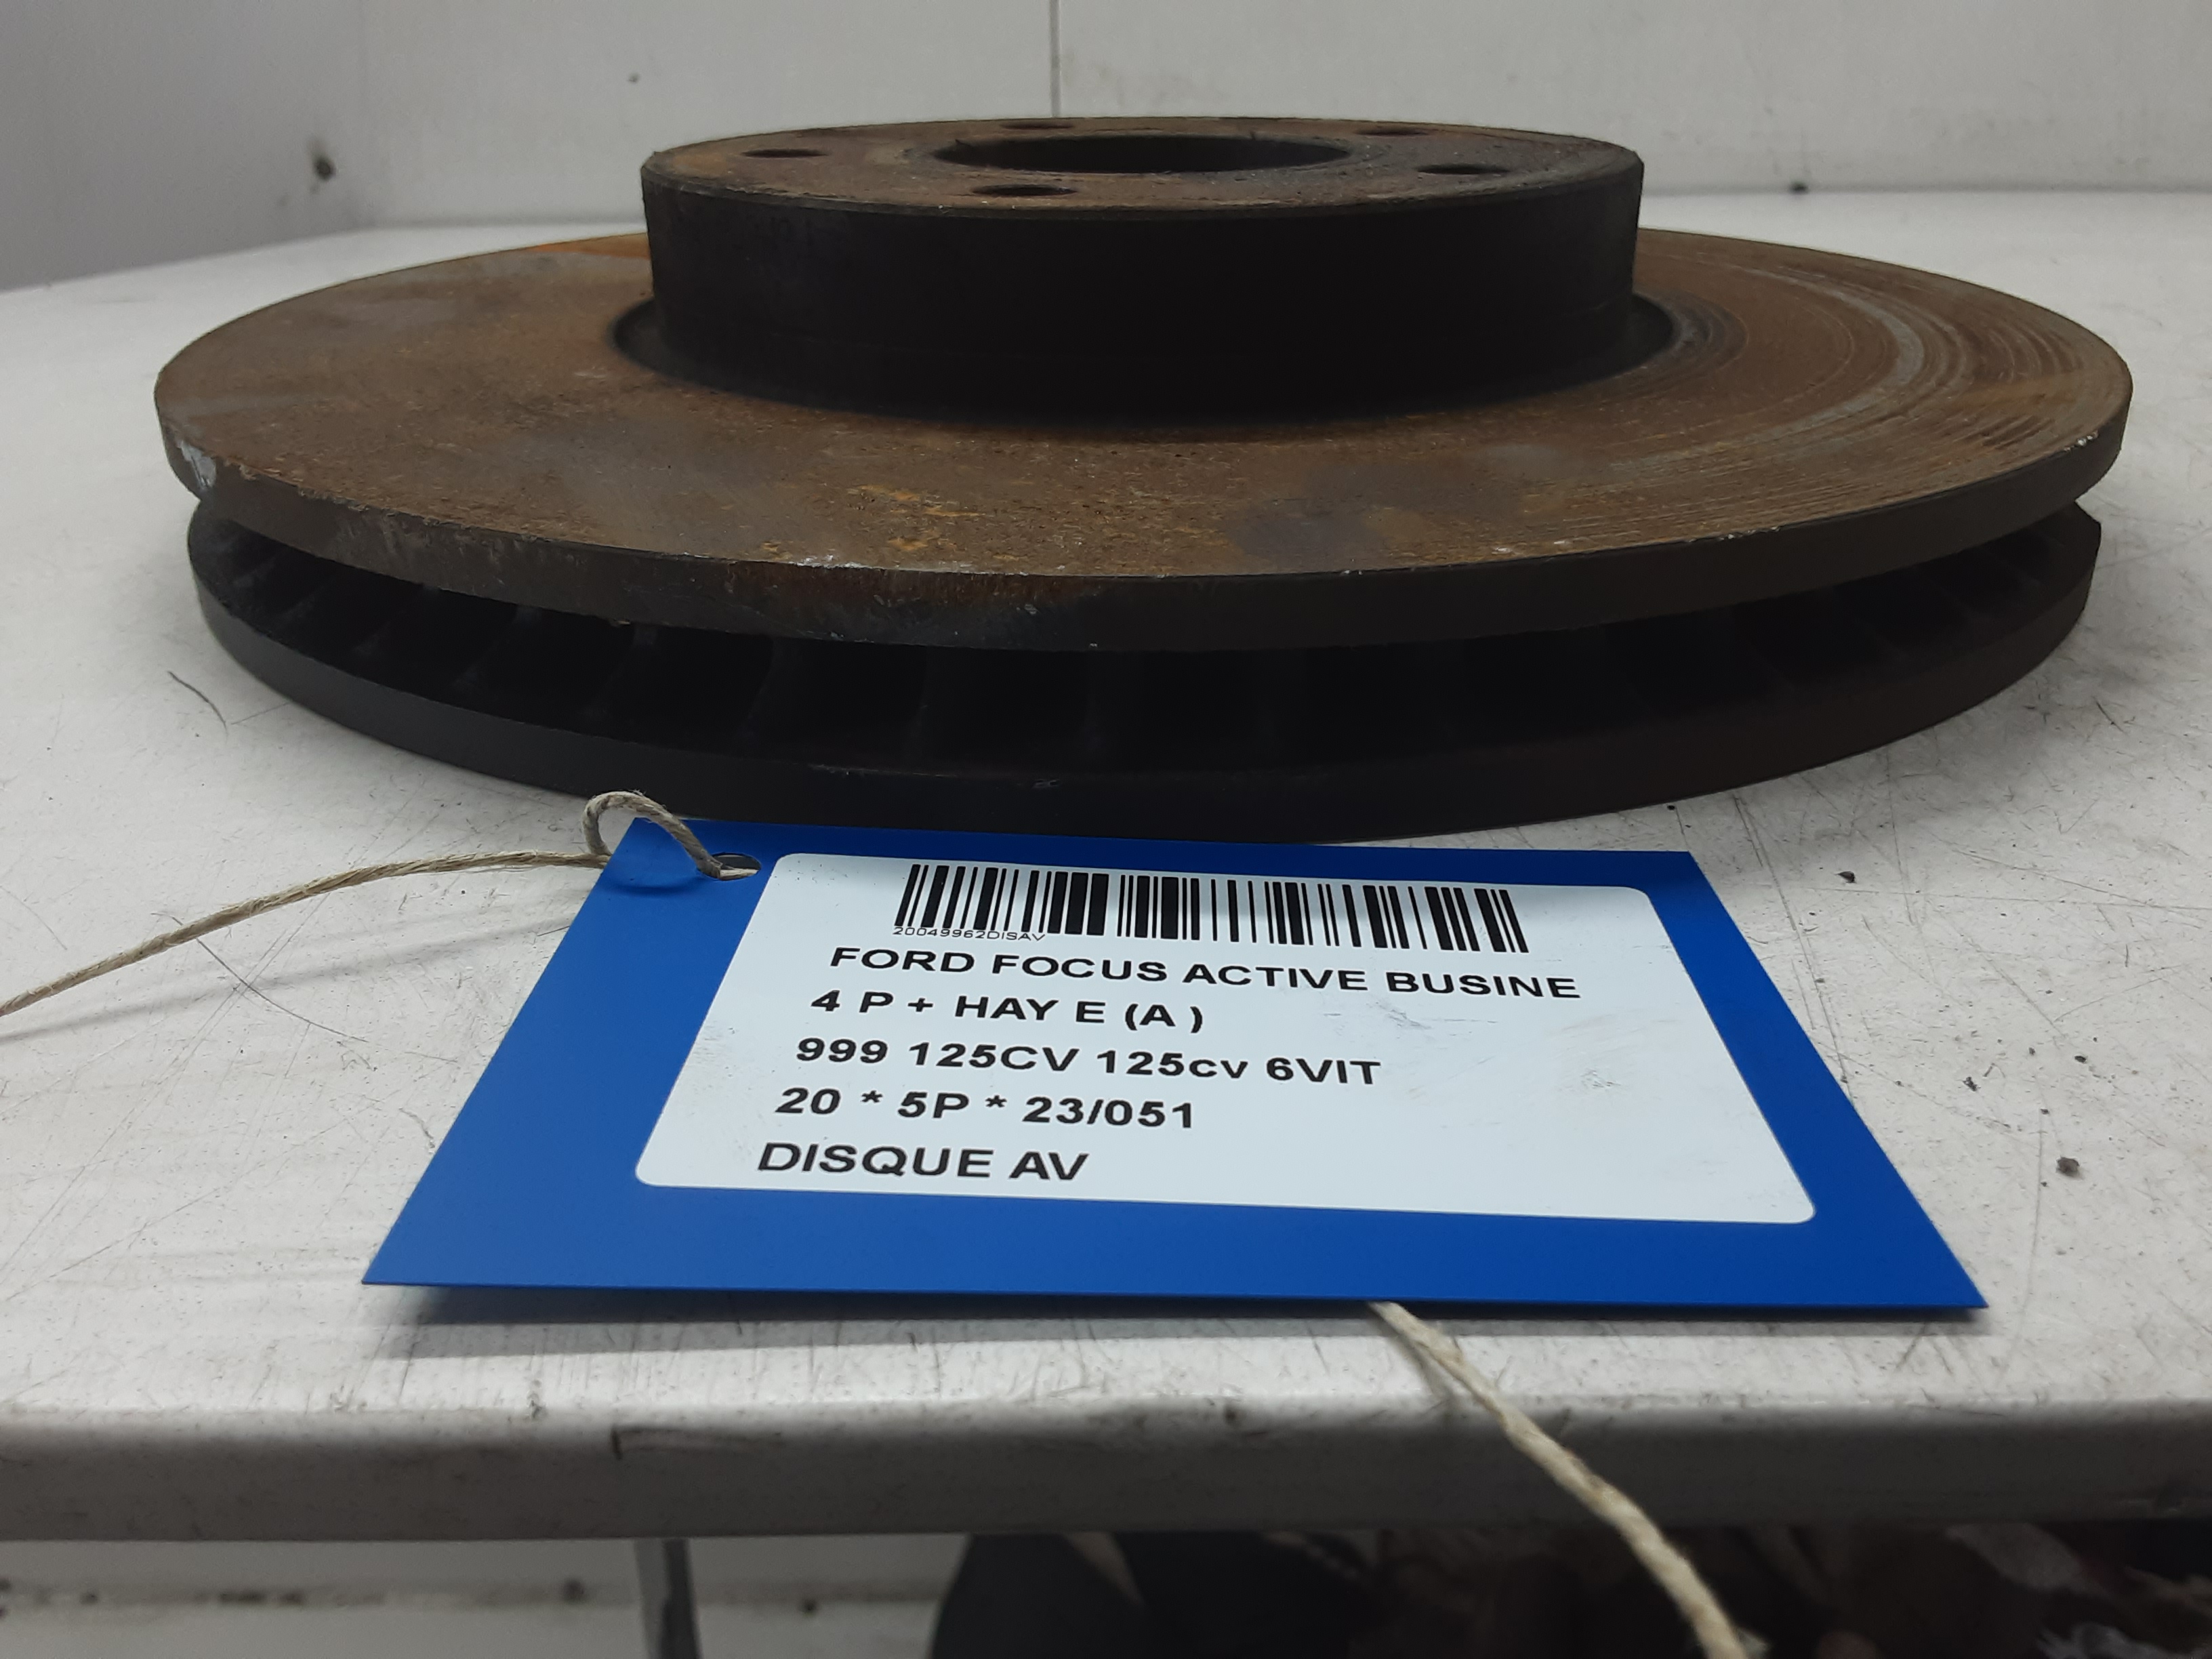 20049962DISAV
FORD FOCUS ACTIVE BUSINE
4 P + HAY E (A )
999 125CV 125cv 6VIT
20 * 5P * 23/051
DISQUE AV